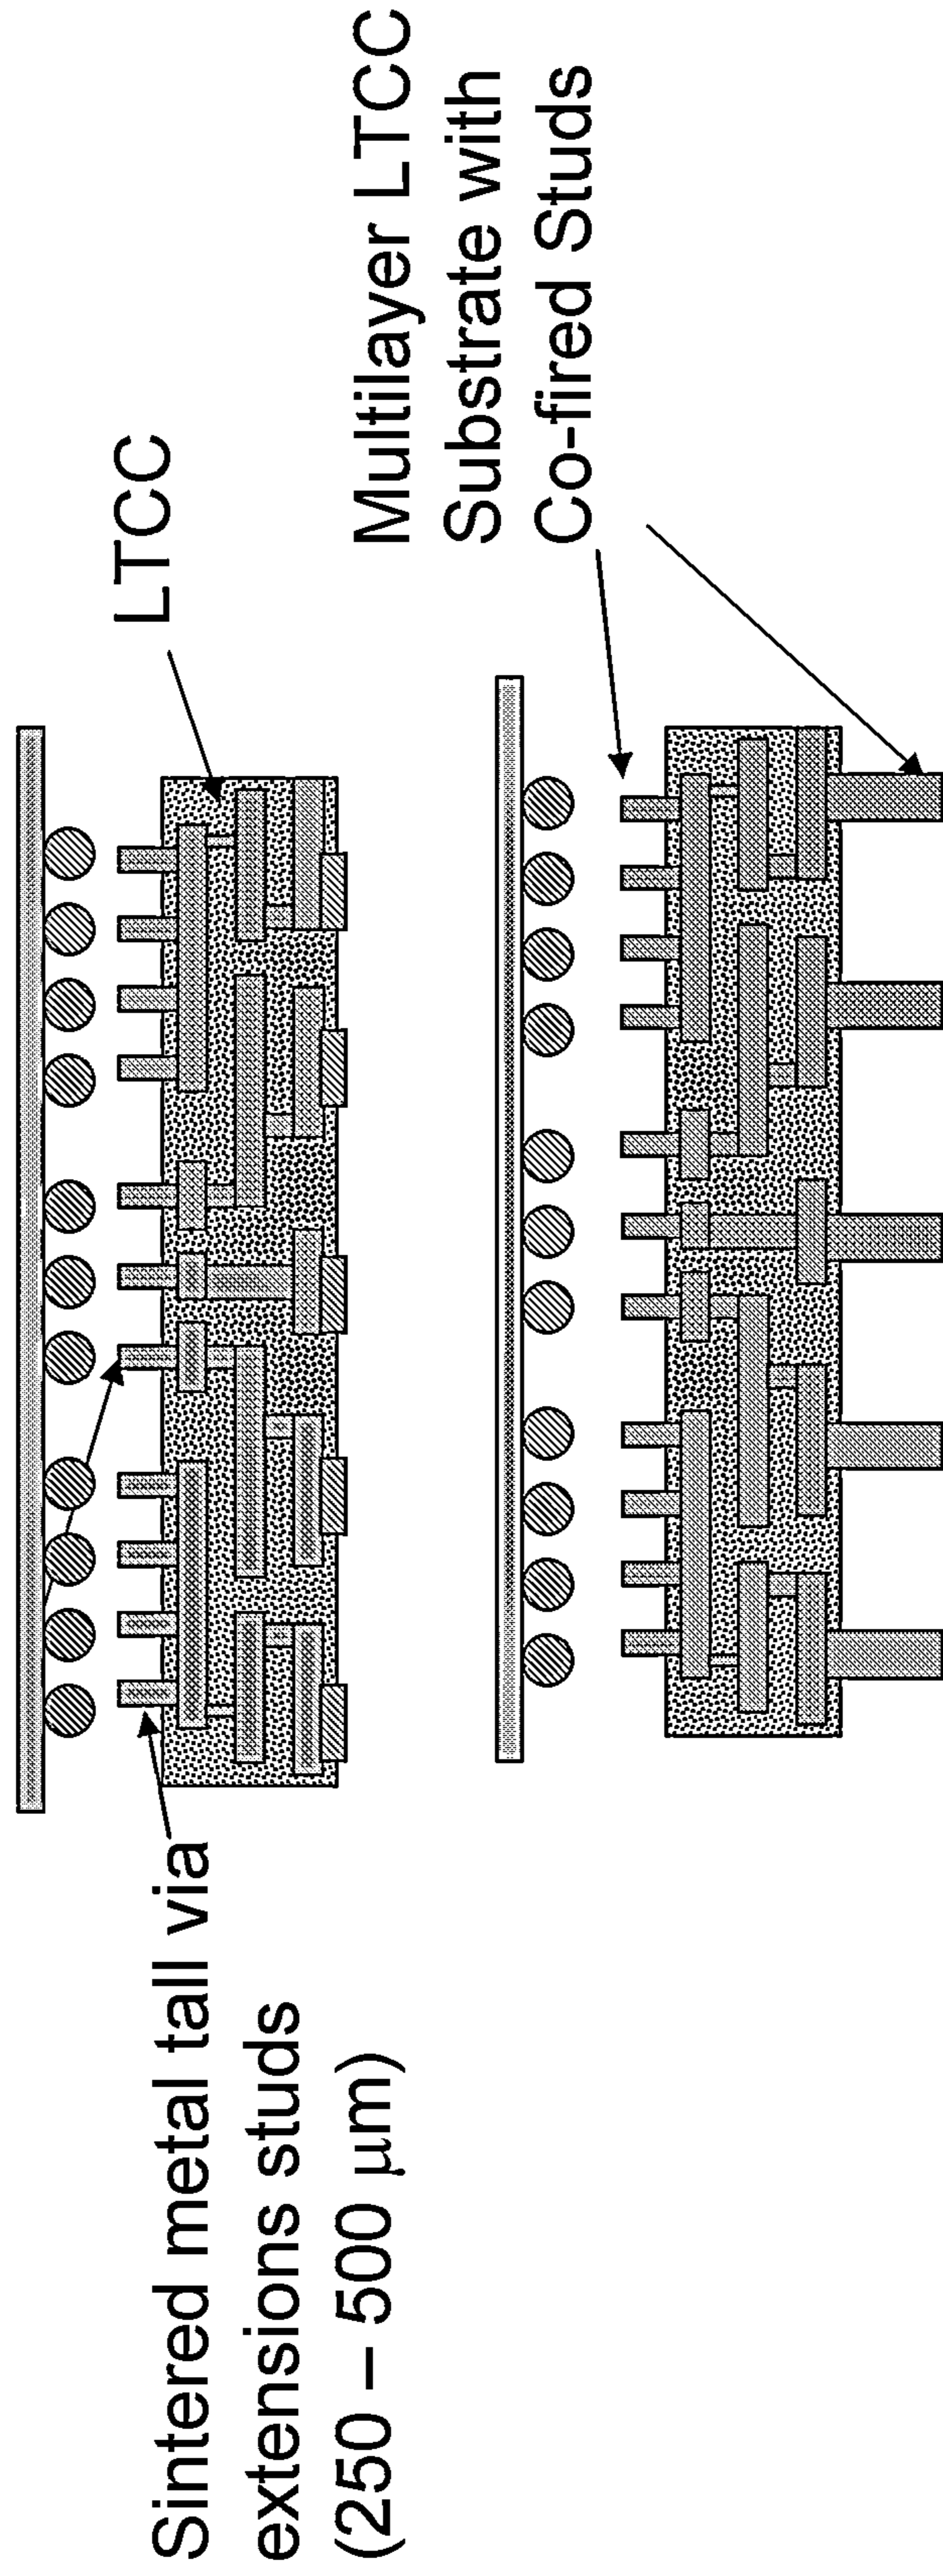 Sintered metal tall via
extensions studs
(250 – 500 μm)
LTCC
Multilayer LTCC
Substrate with
Co-fired Studs